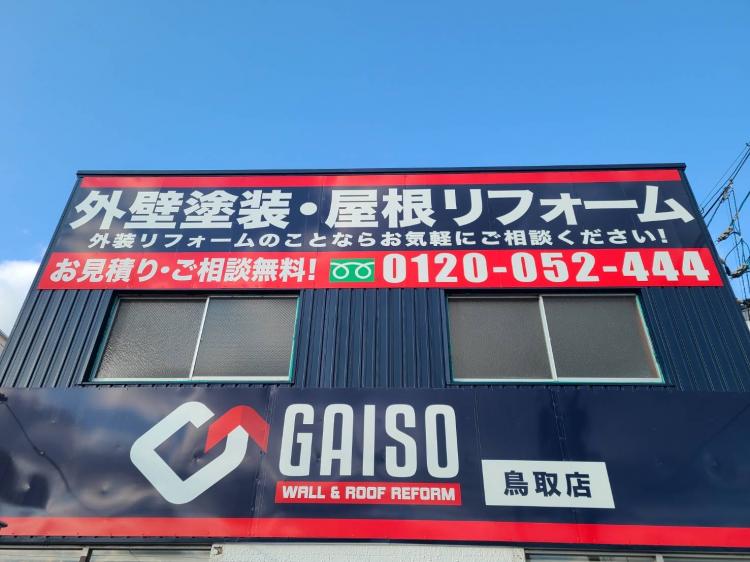 外壁塗装・屋根リフォーム
外装リフォームのことならお気軽にご相談ください!
お見積り・ご相談無料! 0120-052-444
GAISO
WALL & ROOF REFORM
鳥取店